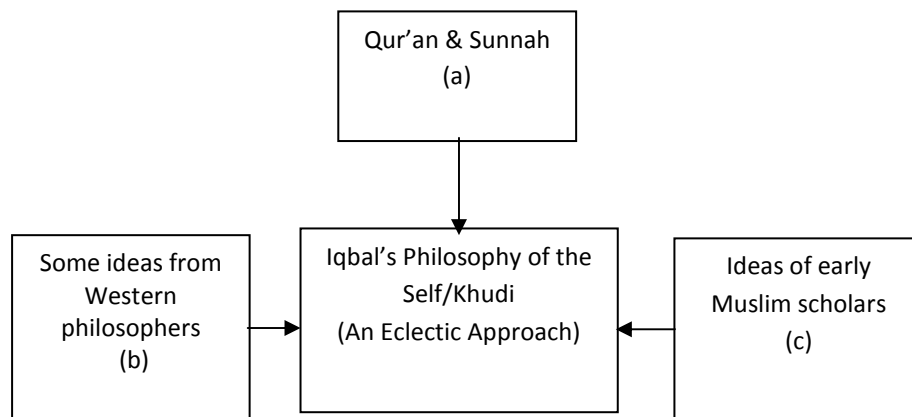 Qur’an & Sunnah
(a)
Some ideas from
Western
philosophers
(b)
Iqbal’s Philosophy of the
Self/Khudi
(An Eclectic Approach)
Ideas of early
Muslim scholars
(c)